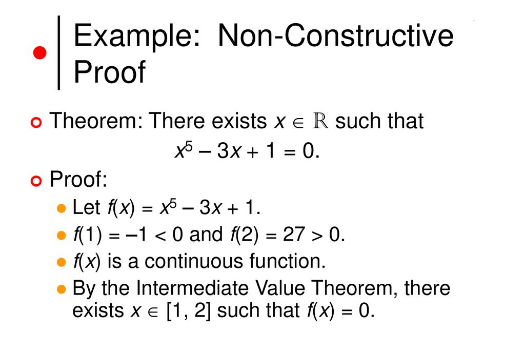 Example: Non-Constructive
Proof
Theorem: There exists x ∈ ℝ such that
x⁵ – 3x + 1 = 0.
Proof:
Let f(x) = x⁵ – 3x + 1.
f(1) = –1 < 0 and f(2) = 27 > 0.
f(x) is a continuous function.
By the Intermediate Value Theorem, there
exists x ∈ [1, 2] such that f(x) = 0.